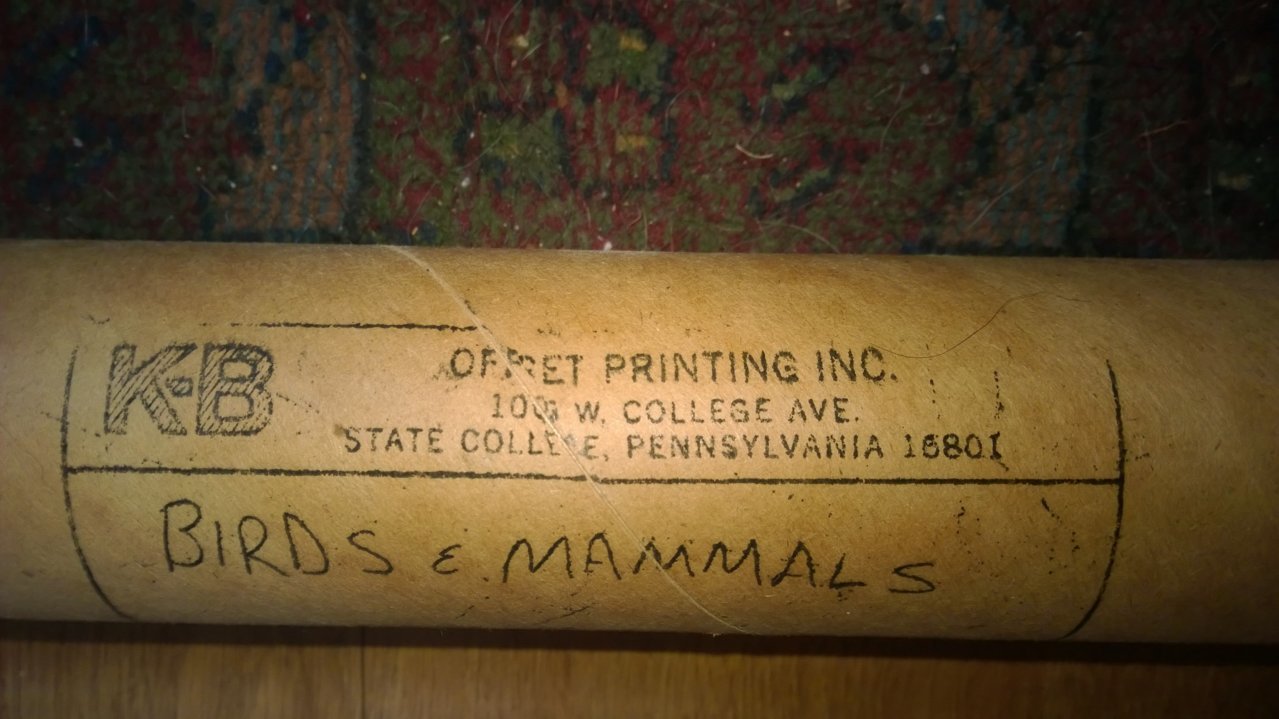 K-B
OFFSET PRINTING INC.
W. COLLEGE AVE.
STATE COLLEGE, PENNSYLVANIA 16801
BIRDS & MAMMALS